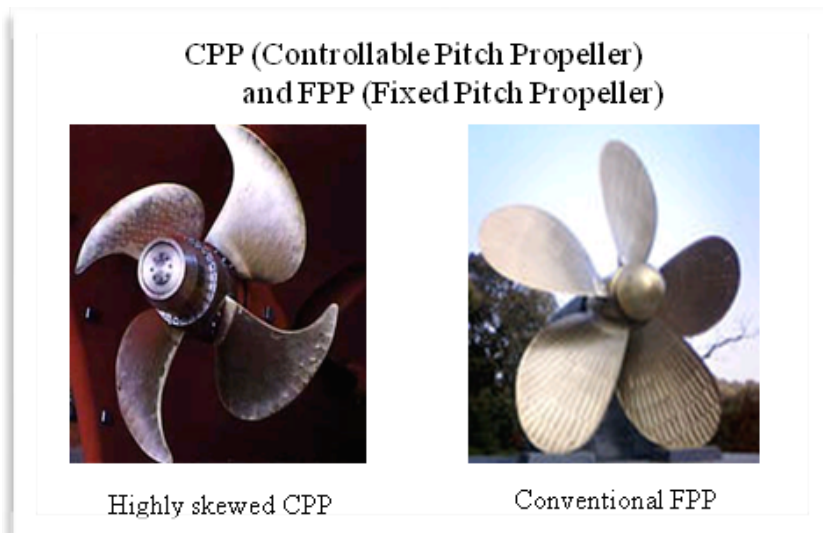 CPP (Controllable Pitch Propeller)
and FPP (Fixed Pitch Propeller)
Highly skewed CPP
Conventional FPP